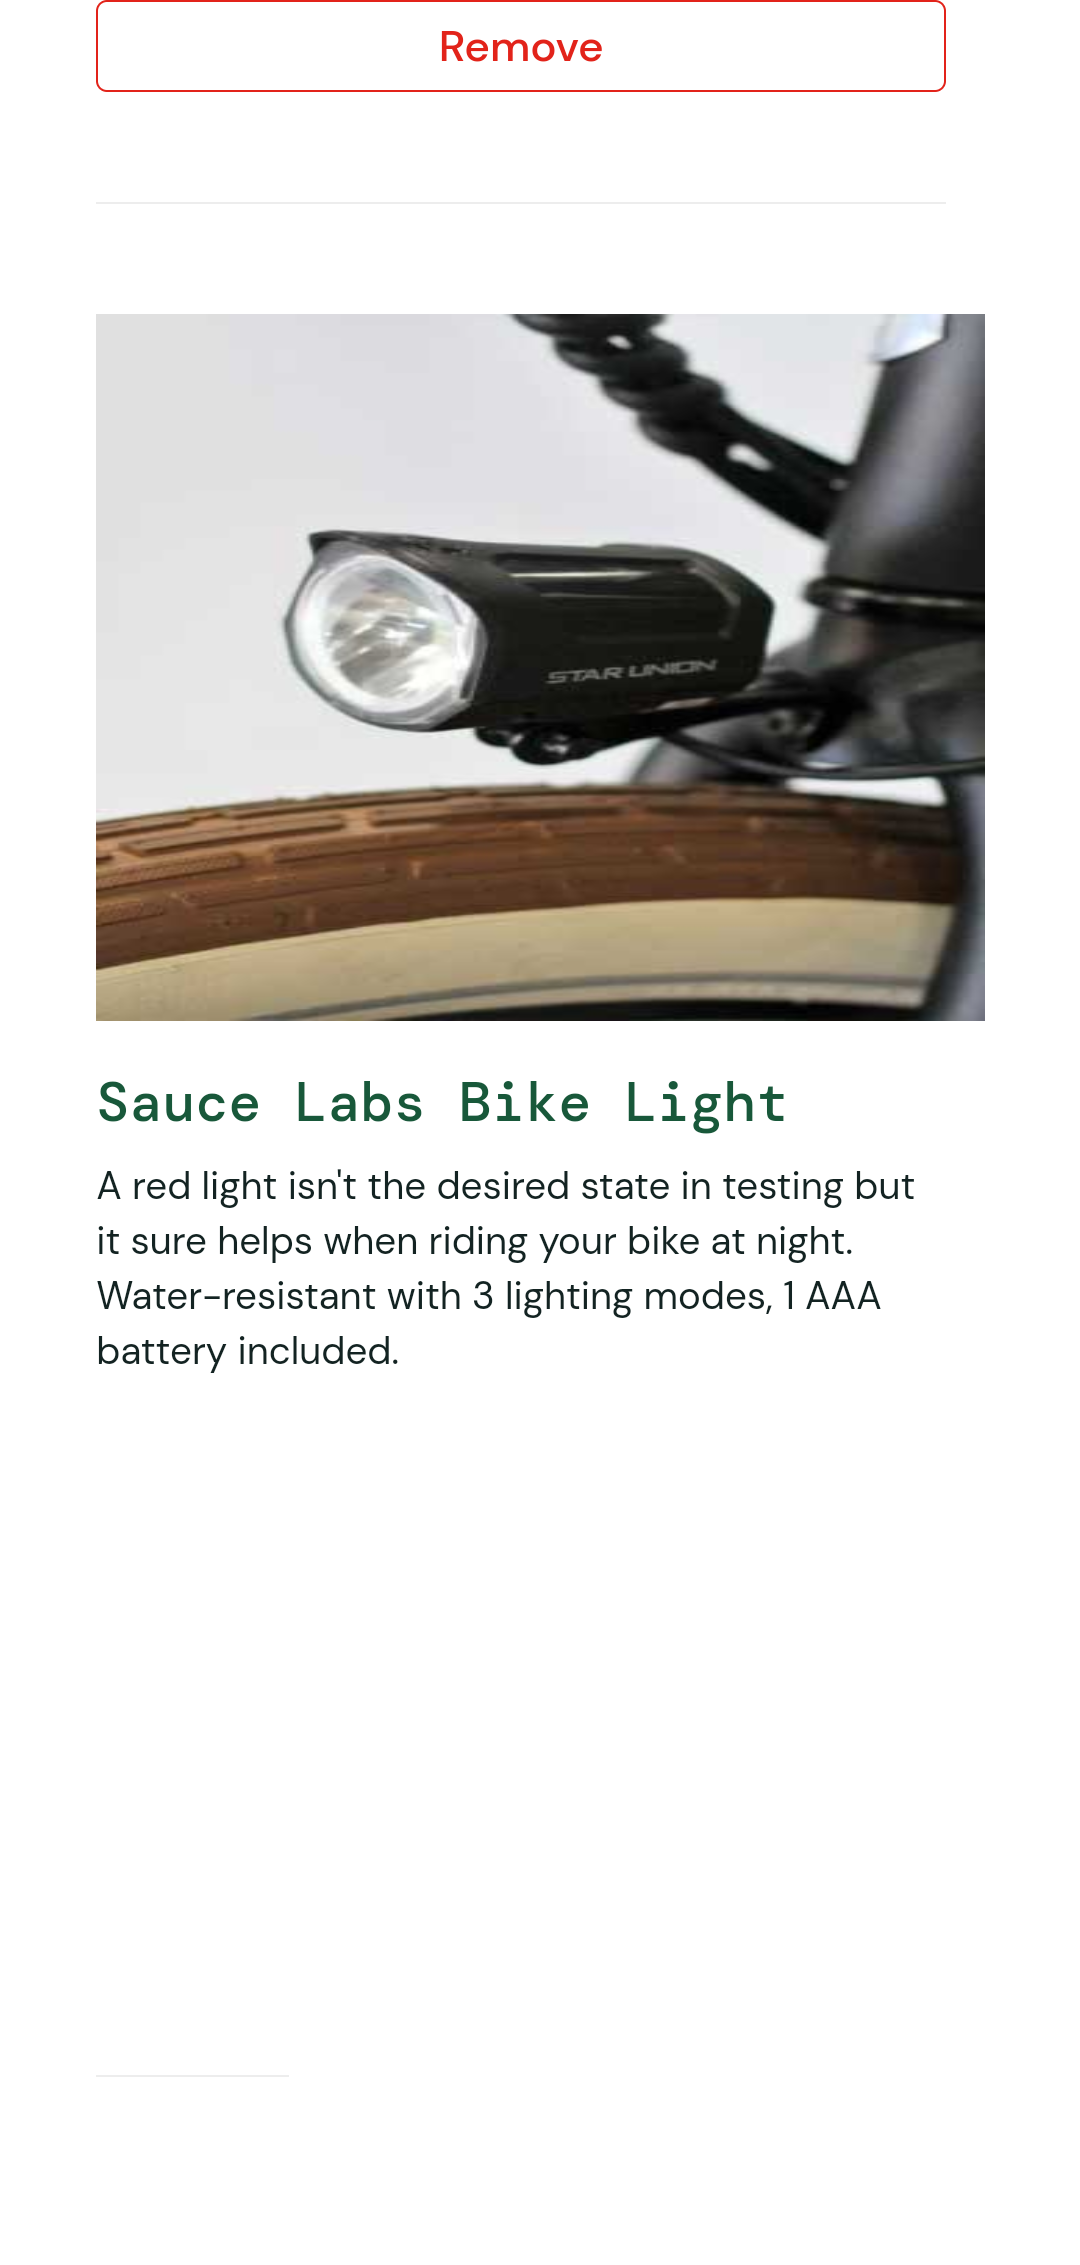 Remove
STAR UNION
Sauce Labs Bike Light
A red light isn't the desired state in testing but
it sure helps when riding your bike at night.
Water-resistant with 3 lighting modes, 1 AAA
battery included.